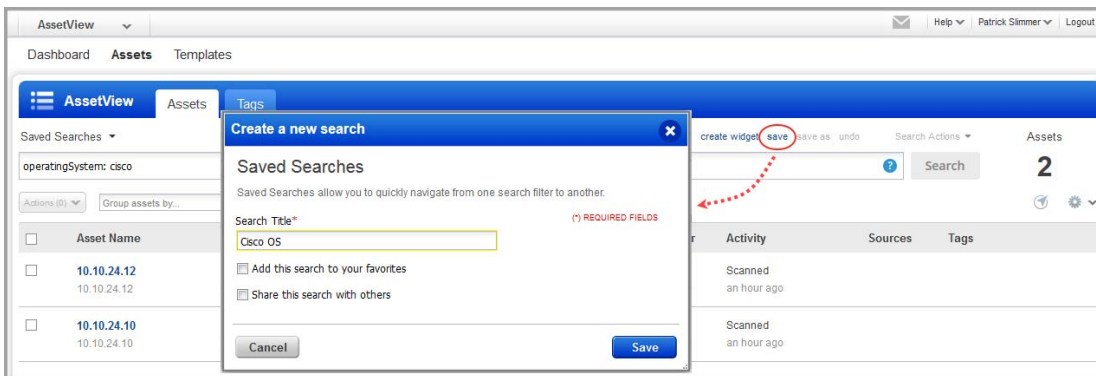 AssetView
Help Patrick Slimmer Logout
Dashboard Assets Templates
AssetView Assets Tags
Saved Searches
create widget save save as undo Search Actions Assets
operatingSystem: cisco
? Search 2
Actions (0) Group assets by...
Asset Name
r Activity Sources Tags
10.10.24.12
10.10.24.12
Scanned
an hour ago
10.10.24.10
10.10.24.10
Scanned
an hour ago
Create a new search
Saved Searches
Saved Searches allow you to quickly navigate from one search filter to another.
Search Title* (*) REQUIRED FIELDS
Cisco OS
Add this search to your favorites
Share this search with others
Cancel Save